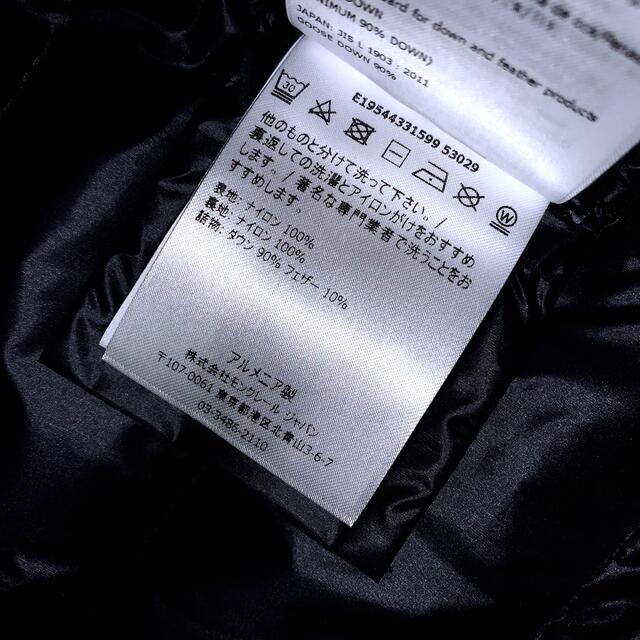 DOWN
(MINIMUM 90% DOWN)
for down and feather products
JAPAN: JIS L 1903 : 2011
GOOSE DOWN 90%
30
W
E19544331599 53029
他のものと分けて洗って下さい。/
裏返しての洗濯とアイロンがけをおすすめ
します。/ 著名な専門業者で洗うことをお
すすめします。
表地: ナイロン 100%
裏地: ナイロン 100%
詰物: ダウン 90% フェザー 10%
アルメニア製
株式会社モンクレール ジャパン
〒107-0061 東京都港区北青山3-6-7
03-3486-2110